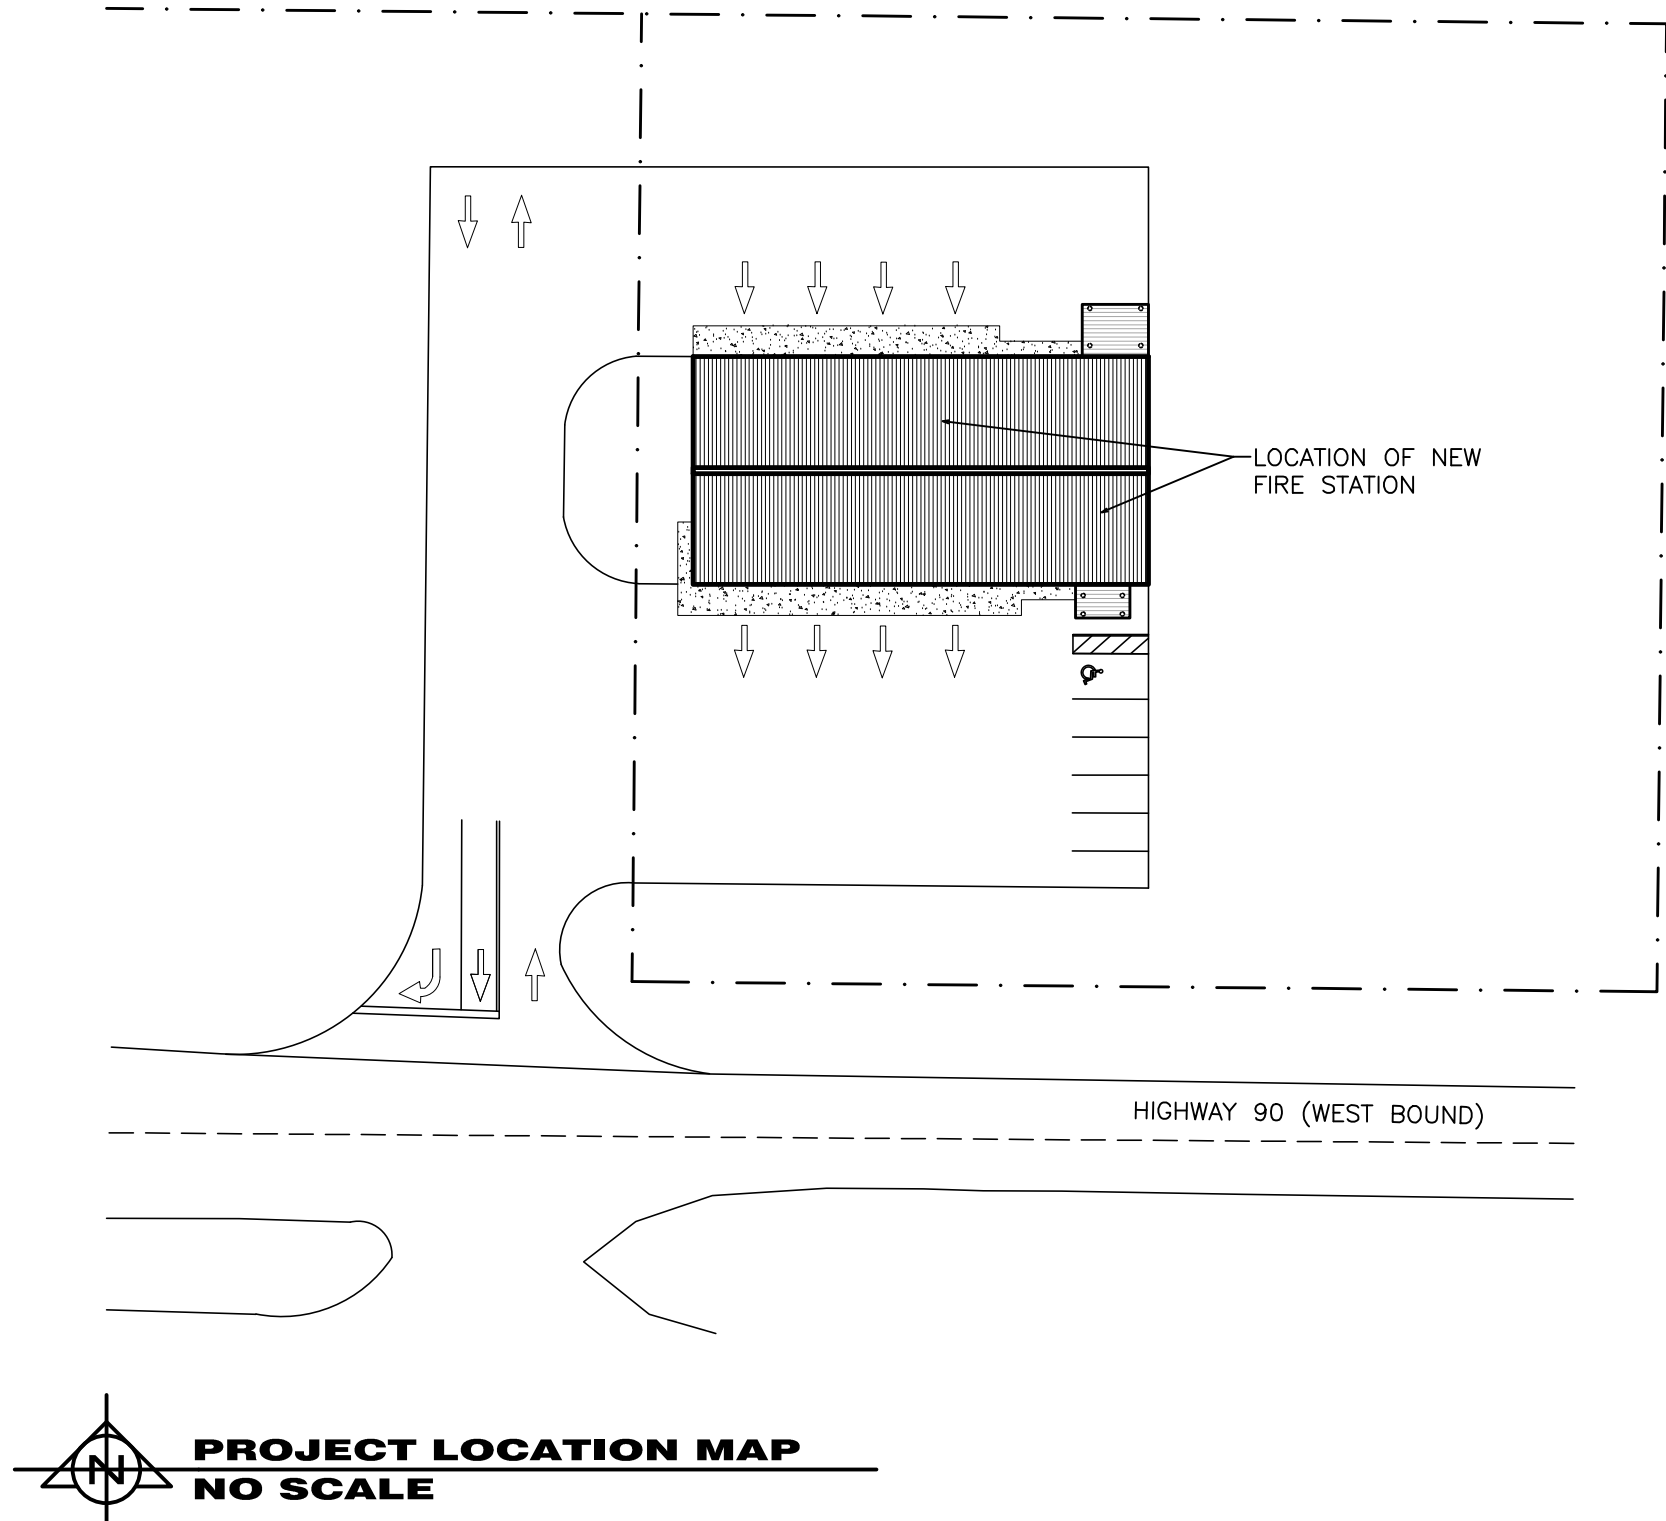 LOCATION OF NEW
FIRE STATION
HIGHWAY 90 (WEST BOUND)
N
PROJECT LOCATION MAP
NO SCALE